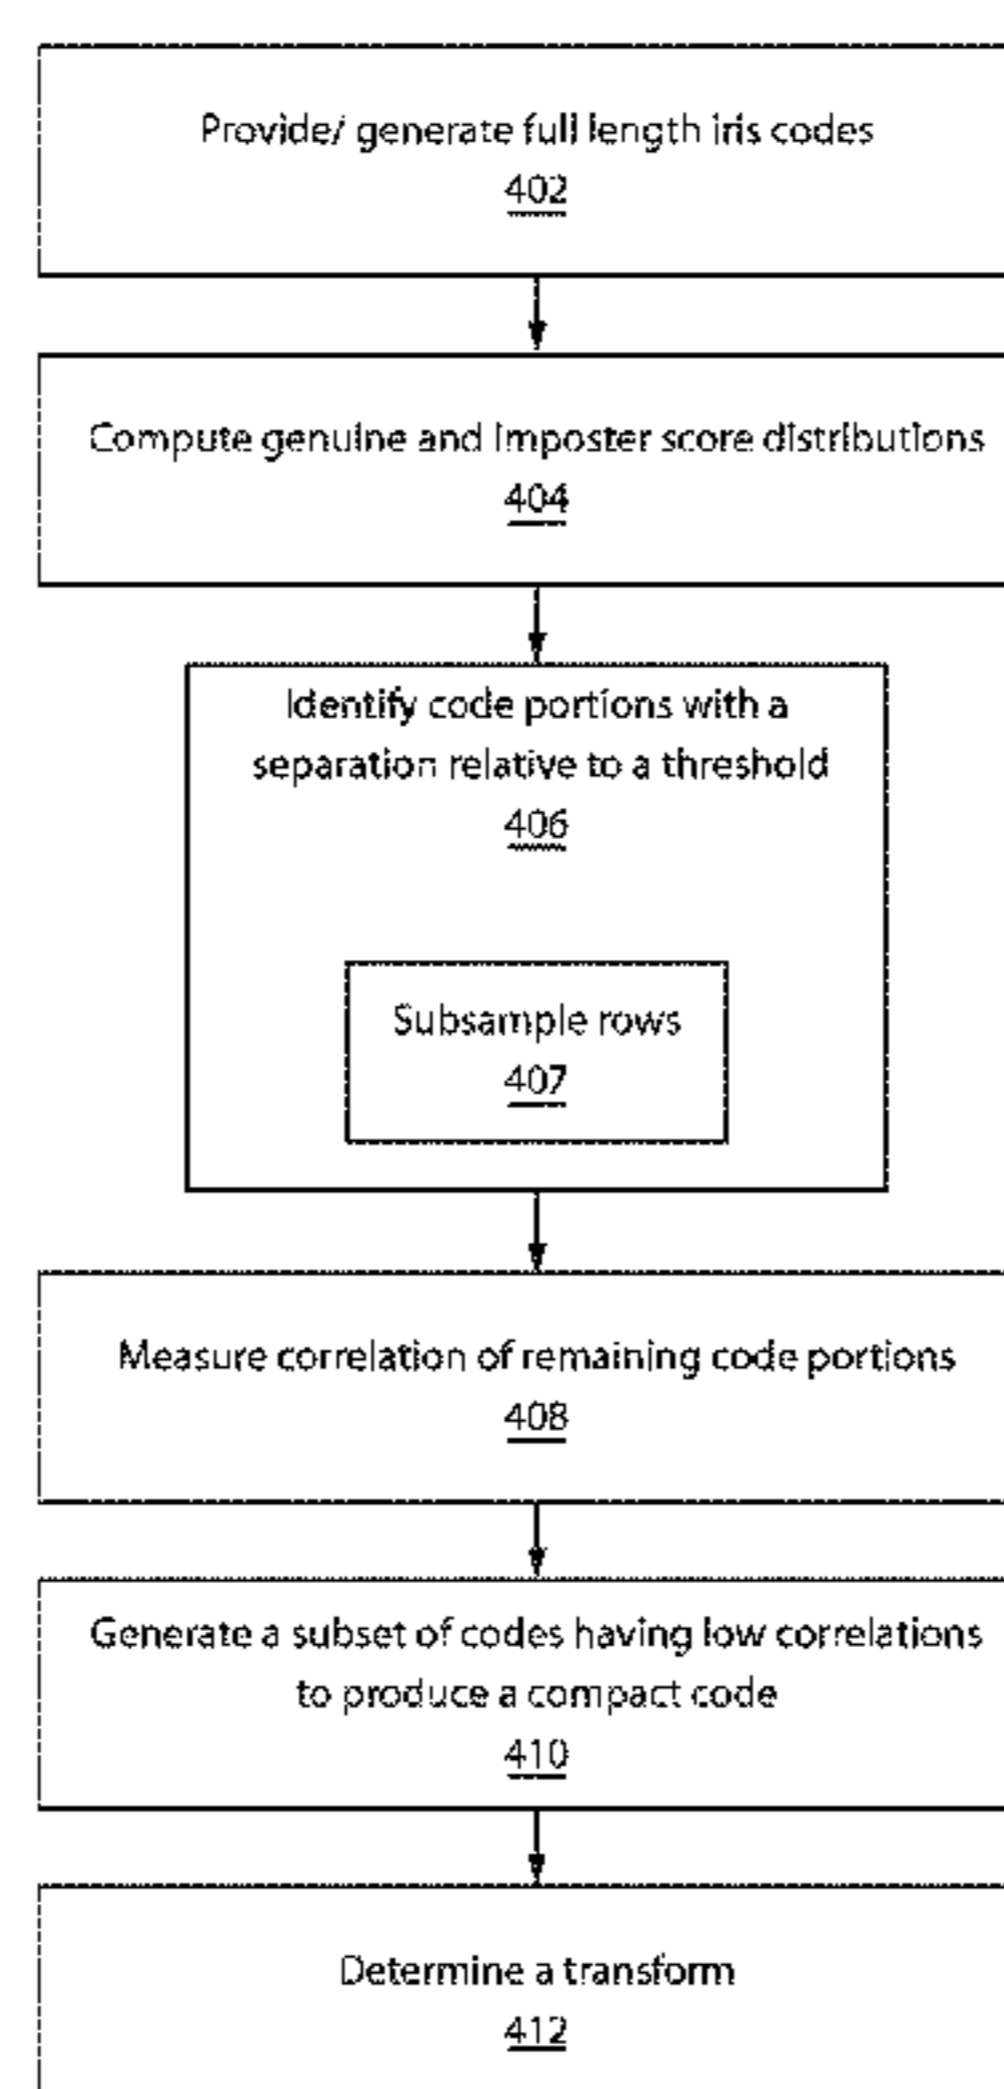 Provide/ generate full length iris codes
402
Compute genuine and imposter score distributions
404
Identify code portions with a
separation relative to a threshold
406
Subsample rows
407
Measure correlation of remaining code portions
408
Generate a subset of codes having low correlations
to produce a compact code
410
Determine a transform
412